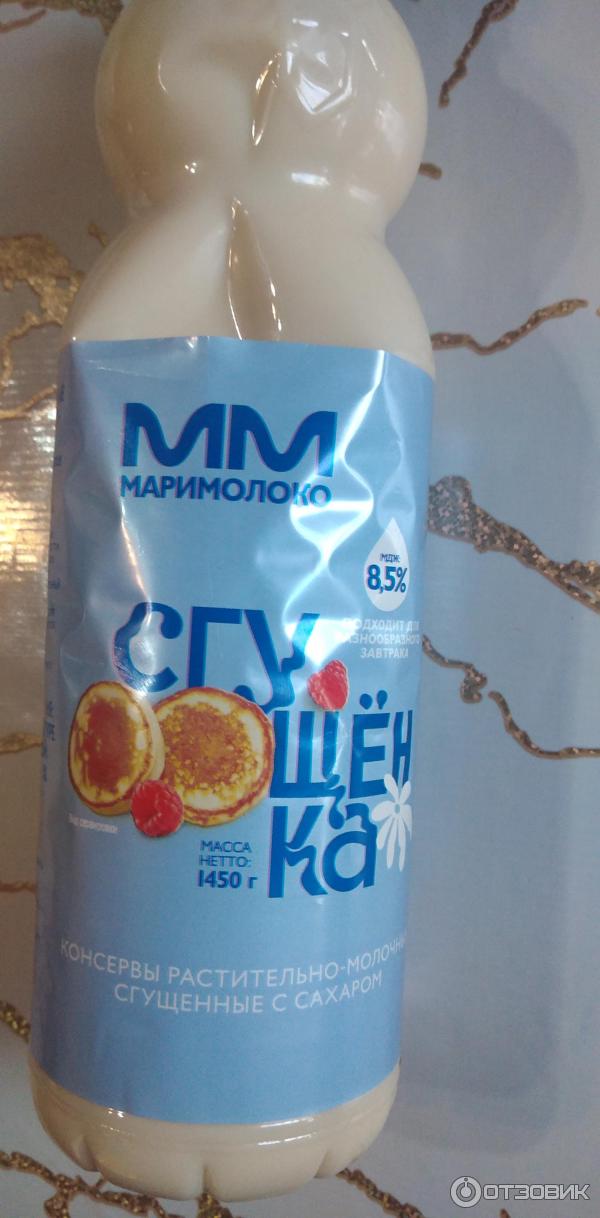 ММ
МАРИМОЛОКО
МДЖ:
8,5%
ПОДХОДИТ ДЛЯ
РАЗНООБРАЗНОГО
ЗАВТРАКА
СГУ
ЩЁН
КА
МАССА
НЕТТО:
1450 г
КОНСЕРВЫ РАСТИТЕЛЬНО-МОЛОЧНЫ
СГУЩЕННЫЕ С САХАРОМ
ОТЗОВИК